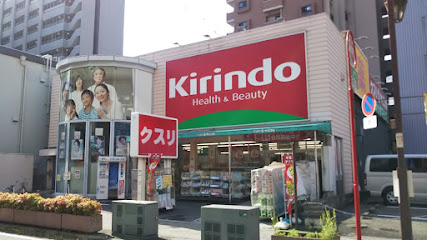 Kirindo
Health & Beauty
クスリ